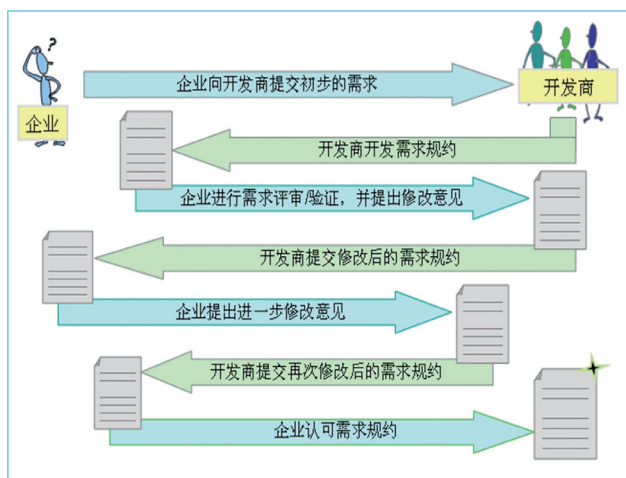 ?
企业向开发商提交初步的需求
企业
开发商
开发商开发需求规约
企业进行需求评审/验证，并提出修改意见
开发商提交修改后的需求规约
企业提出进一步修改意见
开发商提交再次修改后的需求规约
企业认可需求规约